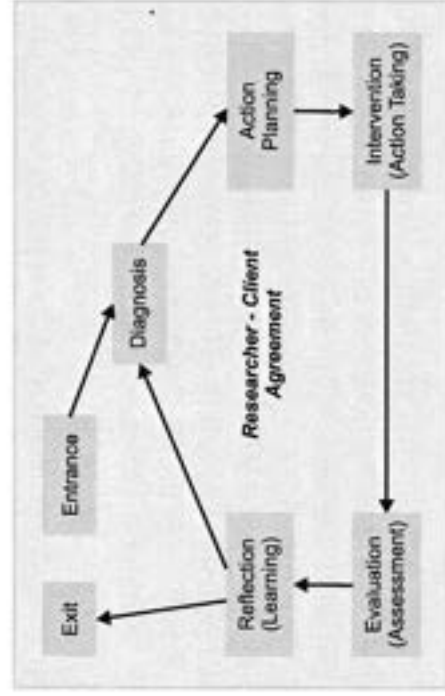 Exit
Entrance
Diagnosis
Reflection
(Learning)
Researcher - Client
Agreement
Action
Planning
Evaluation
(Assessment)
Intervention
(Action Taking)